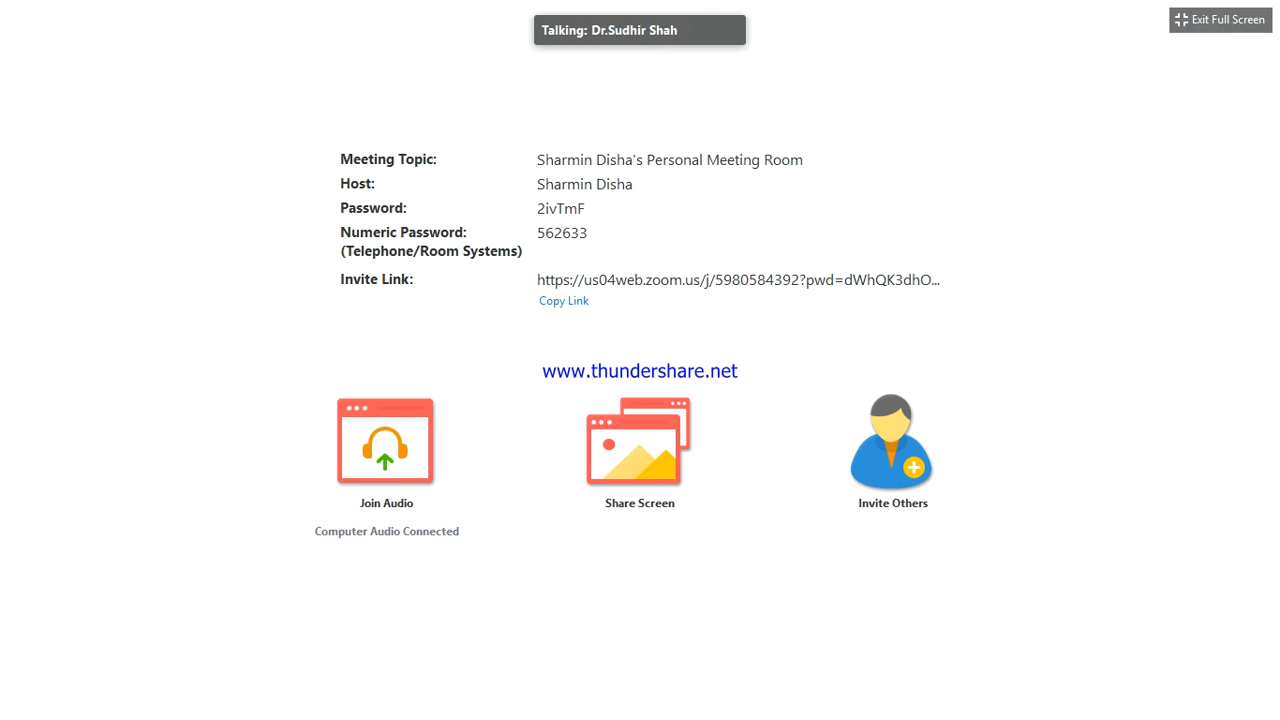 Talking: Dr.Sudhir Shah
Exit Full Screen
Meeting Topic: Sharmin Disha's Personal Meeting Room
Host: Sharmin Disha
Password: 2ivTmF
Numeric Password: 562633
(Telephone/Room Systems)
Invite Link: https://us04web.zoom.us/j/5980584392?pwd=dWhQK3dhO...
Copy Link
www.thundershare.net
Join Audio Share Screen Invite Others
Computer Audio Connected